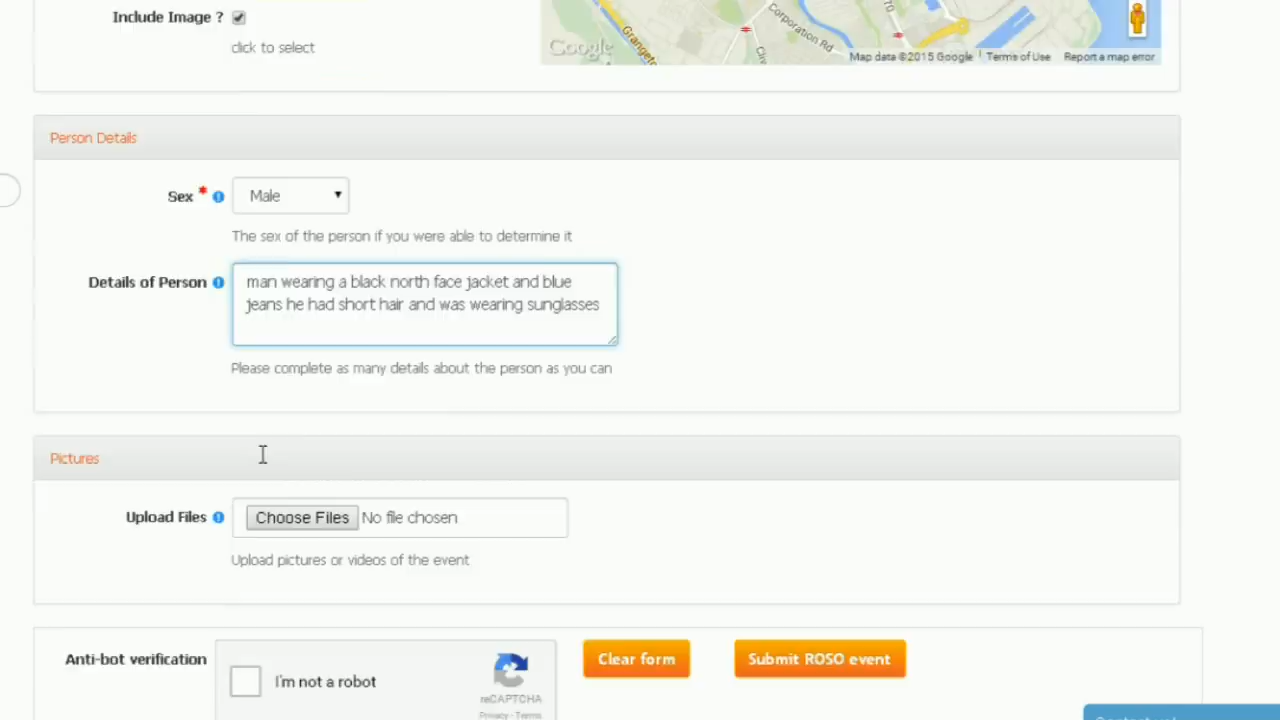 Include Image ?
click to select
Google
Grangeto
Corporation Rd
Civ
70
Map data ©2015 Google
Terms of Use
Report a map error
Person Details
Sex *
Male
The sex of the person if you were able to determine it
Details of Person
man wearing a black north face jacket and blue
jeans he had short hair and was wearing sunglasses
Please complete as many details about the person as you can
Pictures
Upload Files
Choose Files No file chosen
Upload pictures or videos of the event
Anti-bot verification
I'm not a robot
reCAPTCHA
Privacy - Terms
Clear form
Submit ROSO event